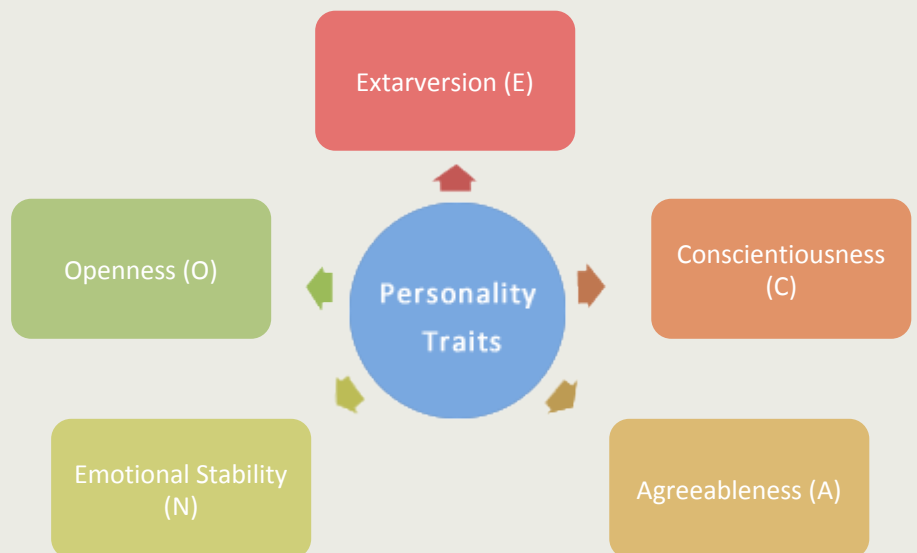 Extarversion (E)
Openness (O)
Personality
Traits
Conscientiousness
(C)
Emotional Stability
(N)
Agreeableness (A)